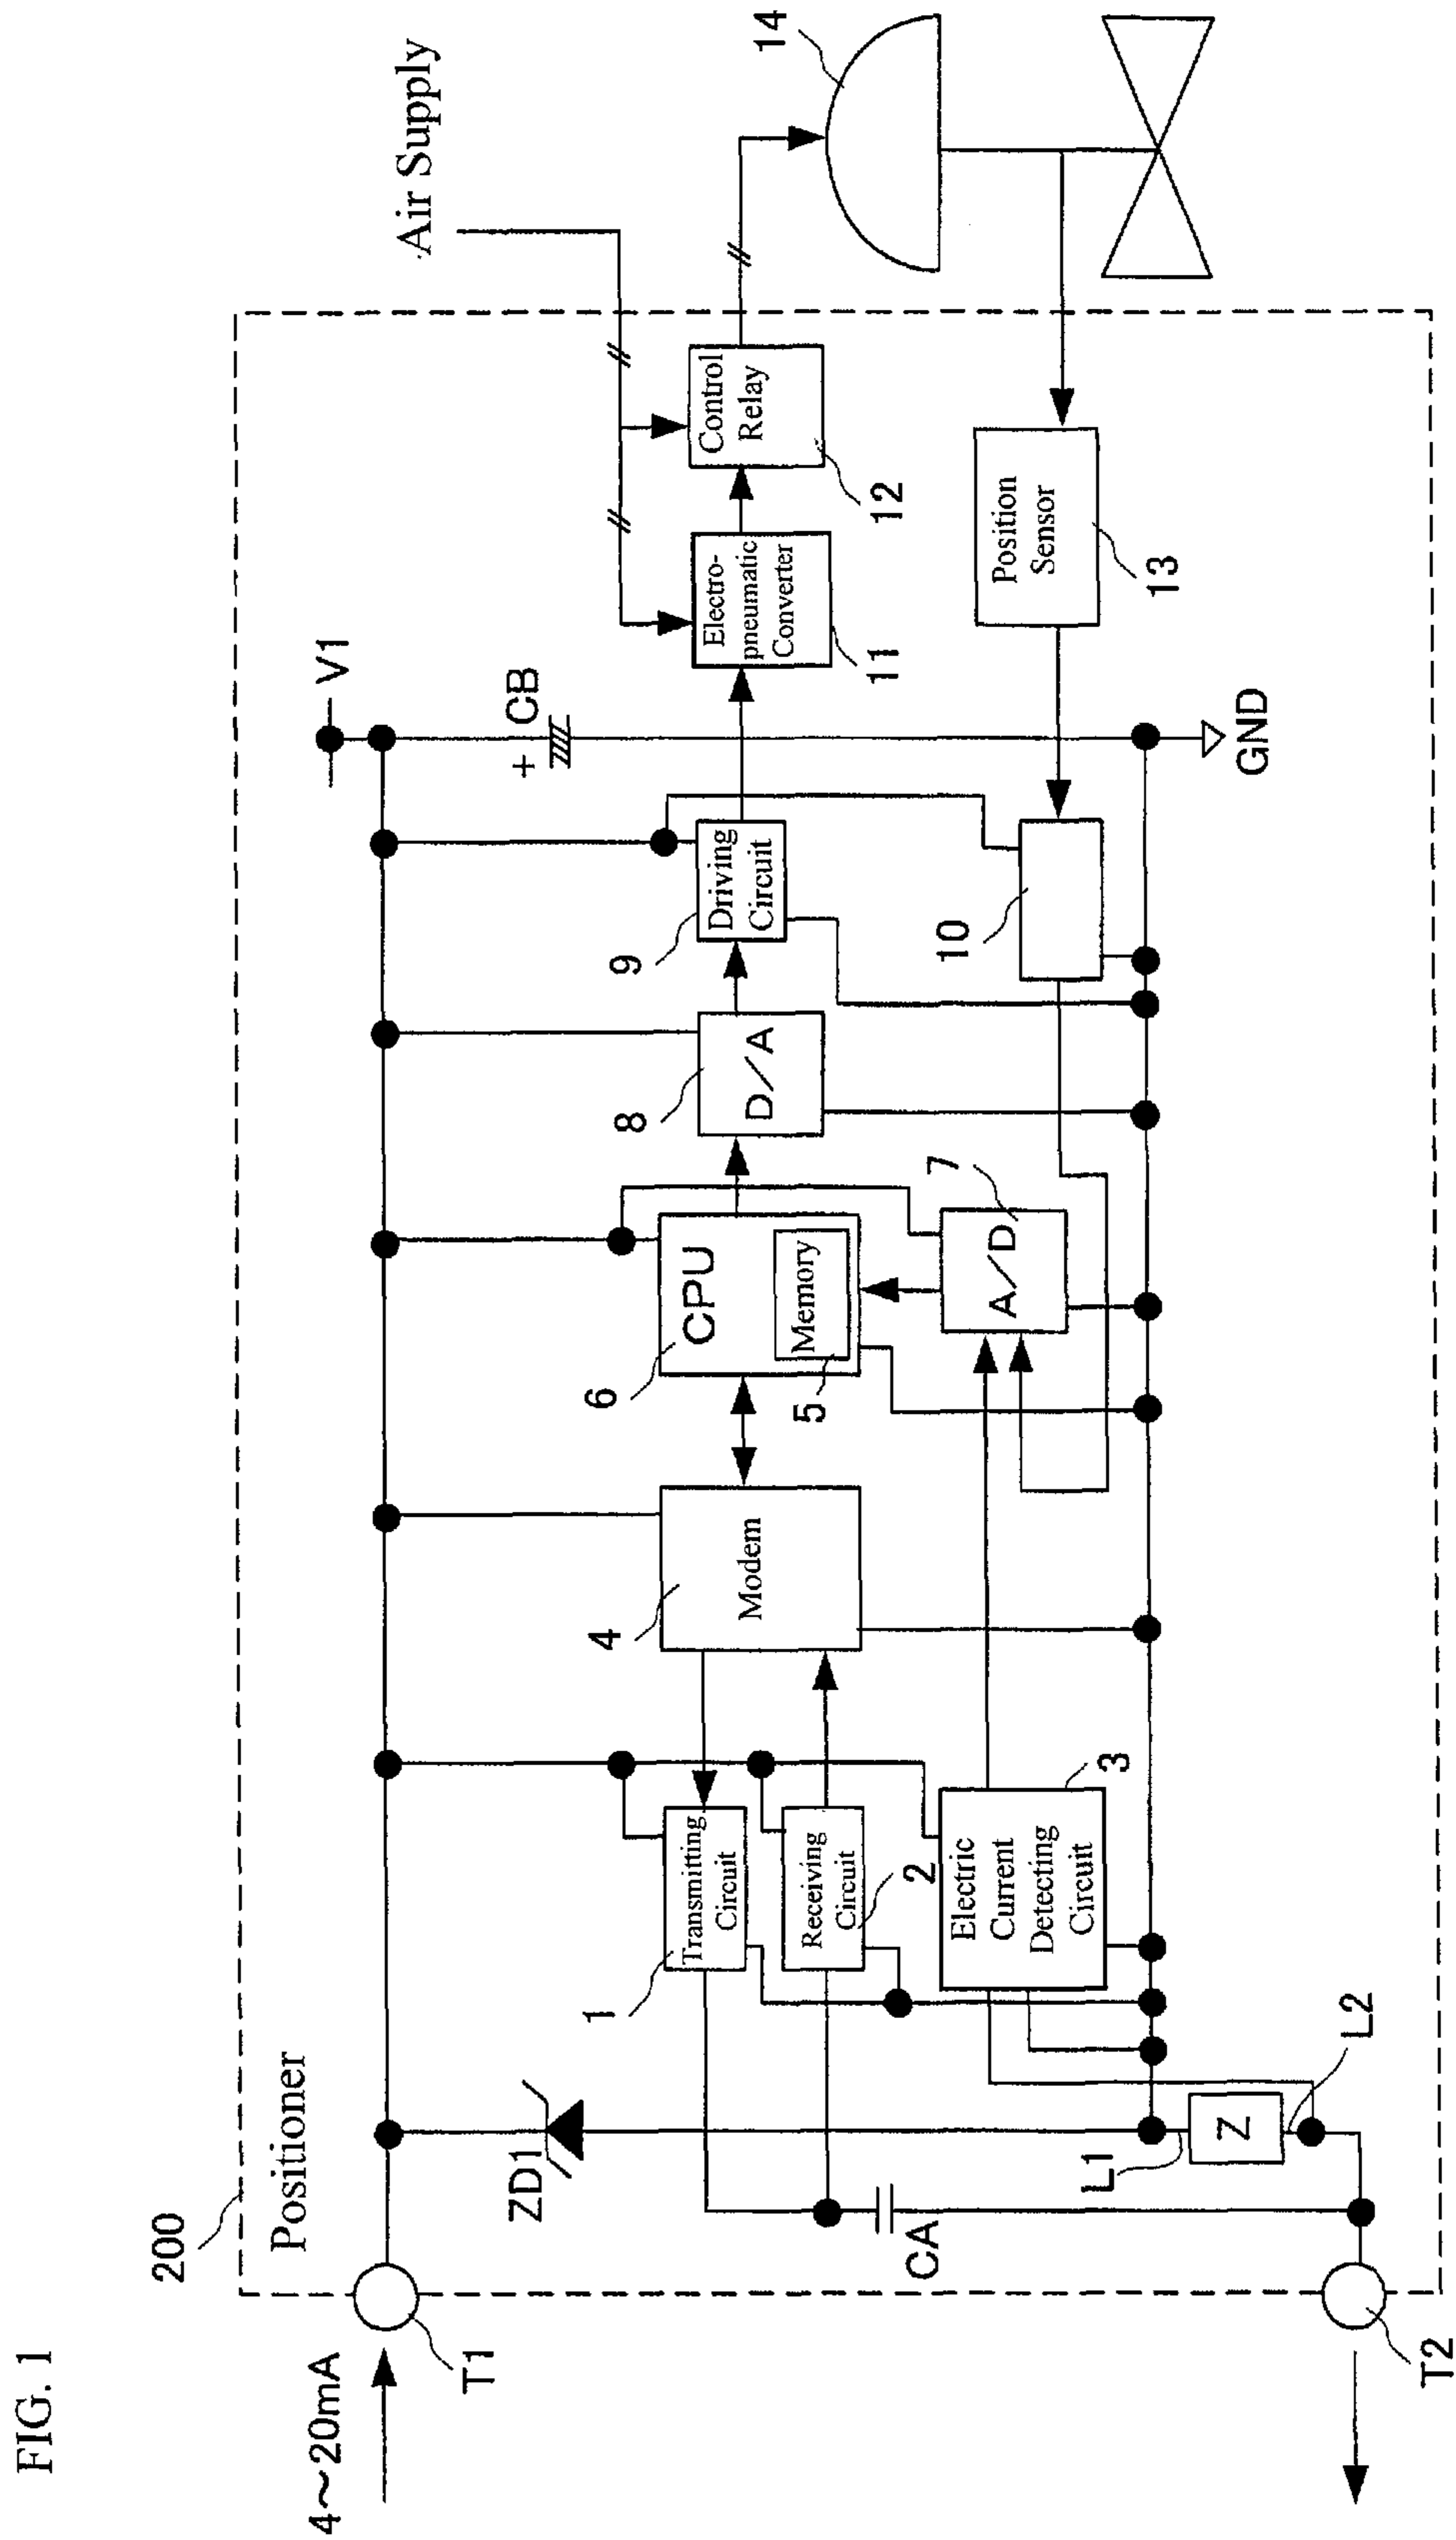 FIG. 1
200
Positioner
4~20mA
T1
T2
ZD1
CA
L1
Z
L2
1
Transmitting
Circuit
Receiving
Circuit
2
Electric
Current
Detecting
Circuit
3
4
Modem
6
CPU
Memory
5
A/D
7
8
D/A
9
Driving
Circuit
10
V1
+ CB
GND
Electro-
pneumatic
Converter
11
Control
Relay
12
Position
Sensor
13
Air Supply
14